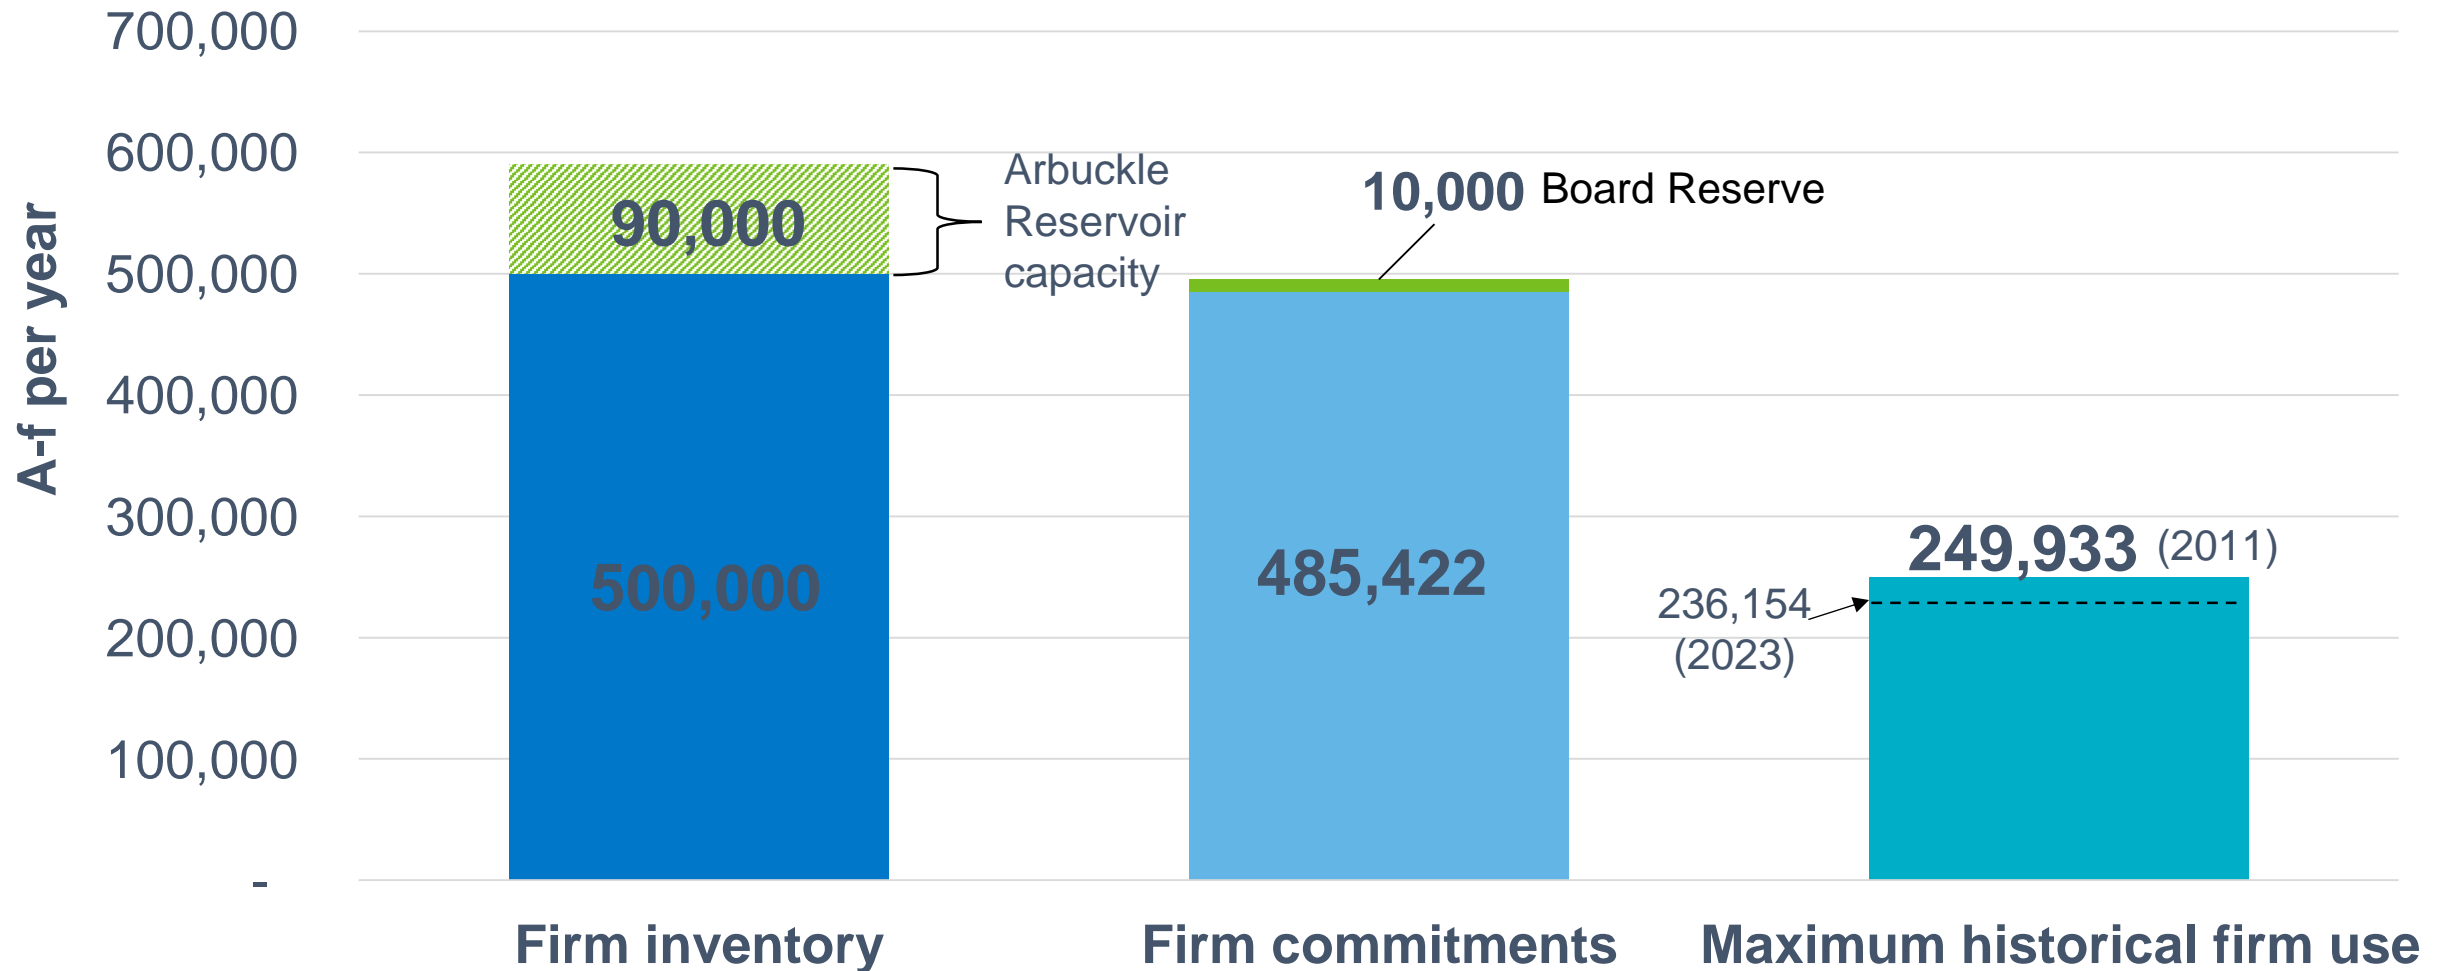 A-f per year
700,000
600,000
500,000
400,000
300,000
200,000
100,000
-
90,000
500,000
Arbuckle
Reservoir
capacity
10,000 Board Reserve
485,422
249,933 (2011)
236,154
(2023)
Firm inventory
Firm commitments
Maximum historical firm use